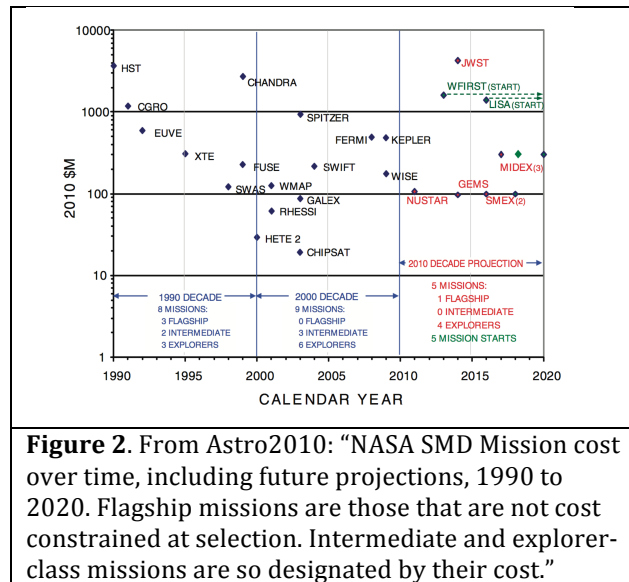 10000
1000
100
10
1
2010 $M
HST
CGRO
EUVE
XTE
SWAS
FUSE
CHANDRA
HETE 2
WMAP
RHESSI
SPITZER
GALEX
CHIPSAT
SWIFT
FERMI
KEPLER
WISE
NUSTAR
JWST
WFIRST (START)
LISA (START)
GEMS
SMEX(2)
MIDEX(3)
1990 DECADE
8 MISSIONS:
3 FLAGSHIP
2 INTERMEDIATE
3 EXPLORERS
2000 DECADE
9 MISSIONS:
0 FLAGSHIP
3 INTERMEDIATE
6 EXPLORERS
2010 DECADE PROJECTION
5 MISSIONS:
1 FLAGSHIP
0 INTERMEDIATE
4 EXPLORERS
5 MISSION STARTS
1990 1995 2000 2005 2010 2015 2020
CALENDAR YEAR
Figure 2. From Astro2010: “NASA SMD Mission cost
over time, including future projections, 1990 to
2020. Flagship missions are those that are not cost
constrained at selection. Intermediate and explorer-
class missions are so designated by their cost.”